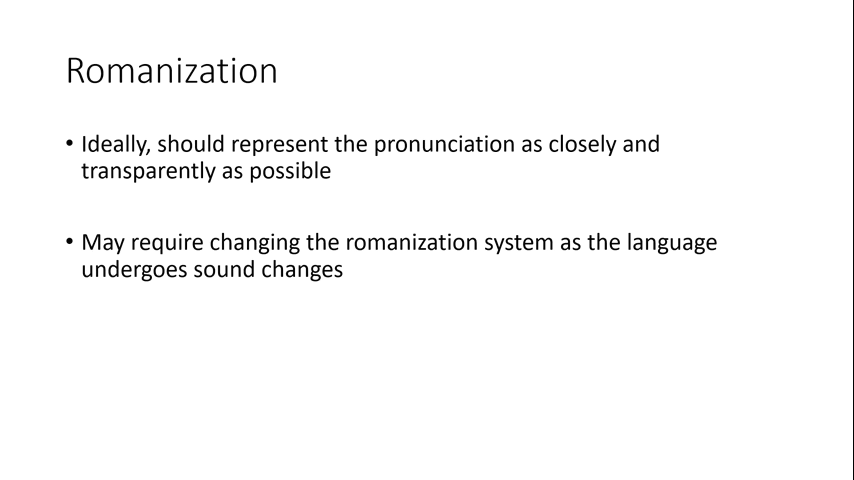 Romanization
• Ideally, should represent the pronunciation as closely and
transparently as possible
• May require changing the romanization system as the language
undergoes sound changes